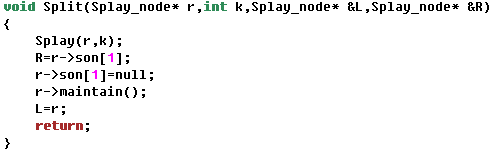 void Split(Splay_node* r,int k,Splay_node* &L,Splay_node* &R)
{
    Splay(r,k);
    R=r->son[1];
    r->son[1]=null;
    r->maintain();
    L=r;
    return;
}